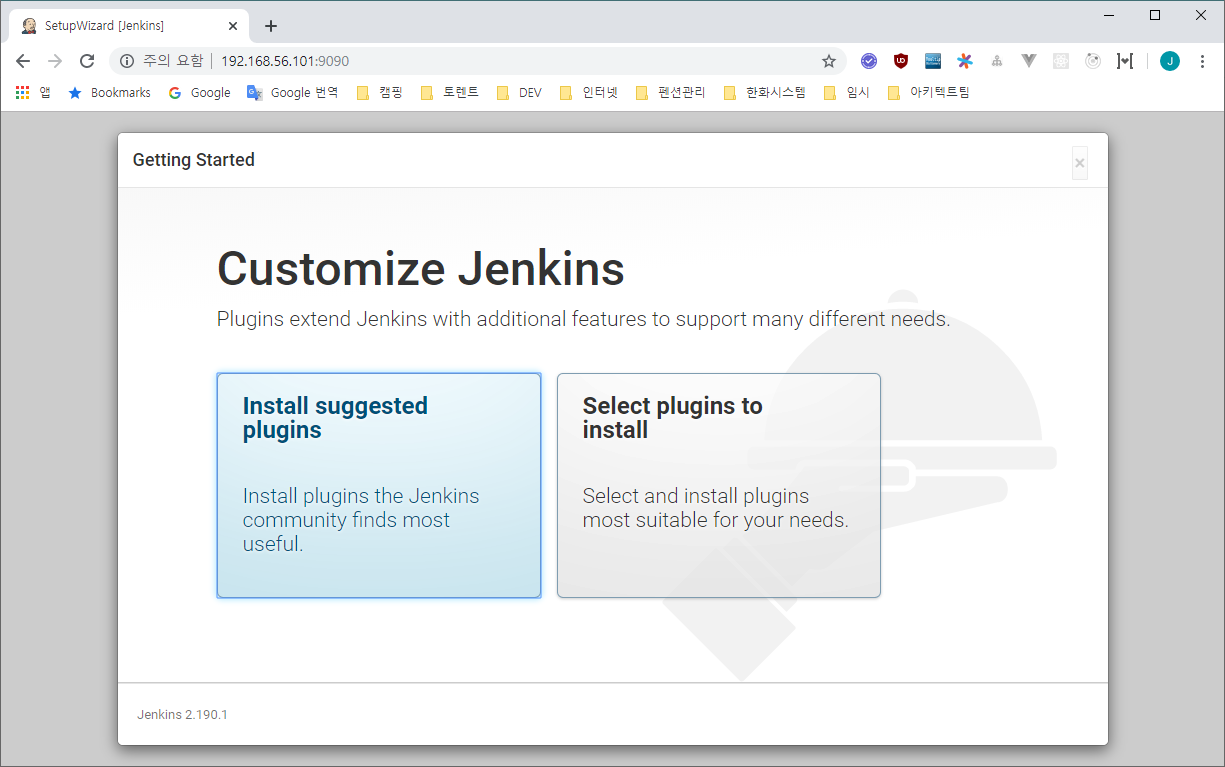 SetupWizard [Jenkins]
주의 요함 | 192.168.56.101:9090
J
앱 Bookmarks Google Google 번역 캠핑 토렌트 DEV 인터넷 펜션관리 한화시스템 임시 아키텍트팀
Getting Started
Customize Jenkins
Plugins extend Jenkins with additional features to support many different needs.
Install suggested
plugins
Install plugins the Jenkins
community finds most
useful.
Select plugins to
install
Select and install plugins
most suitable for your needs.
Jenkins 2.190.1